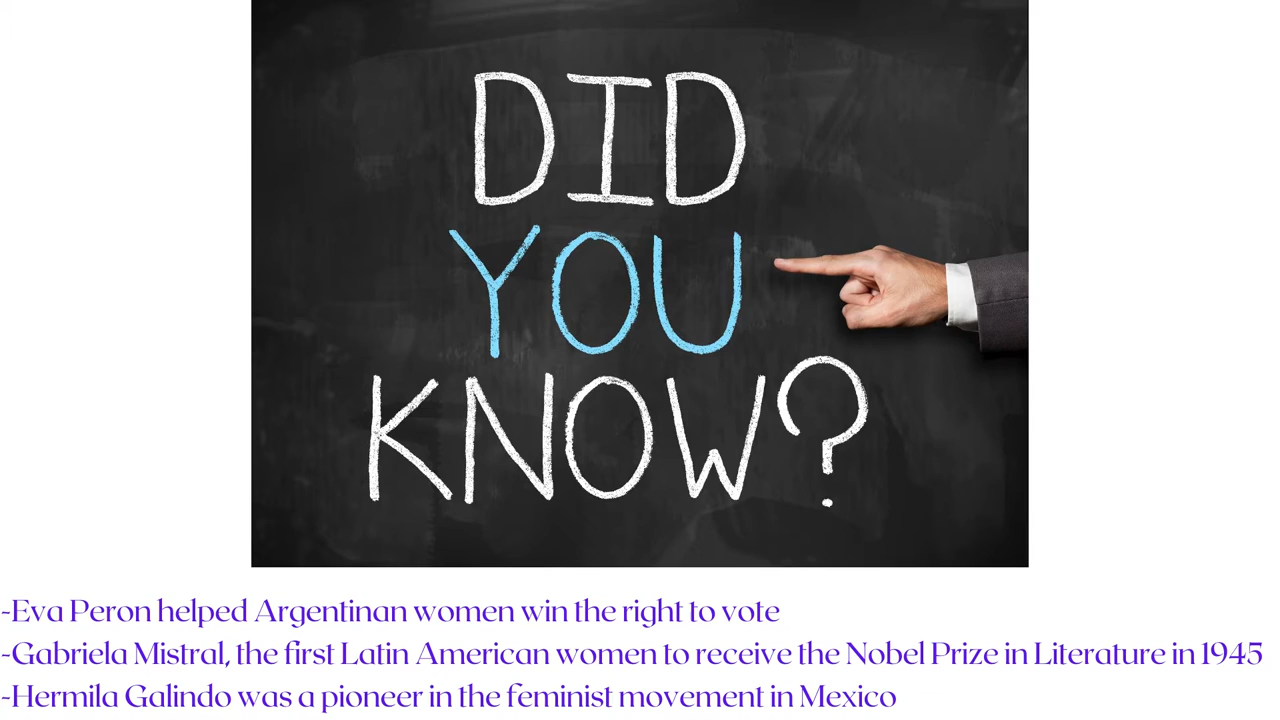 DID
YOU
KNOW?
-Eva Peron helped Argentinan women win the right to vote
-Gabriela Mistral, the first Latin American women to receive the Nobel Prize in Literature in 1945
-Hermila Galindo was a pioneer in the feminist movement in Mexico